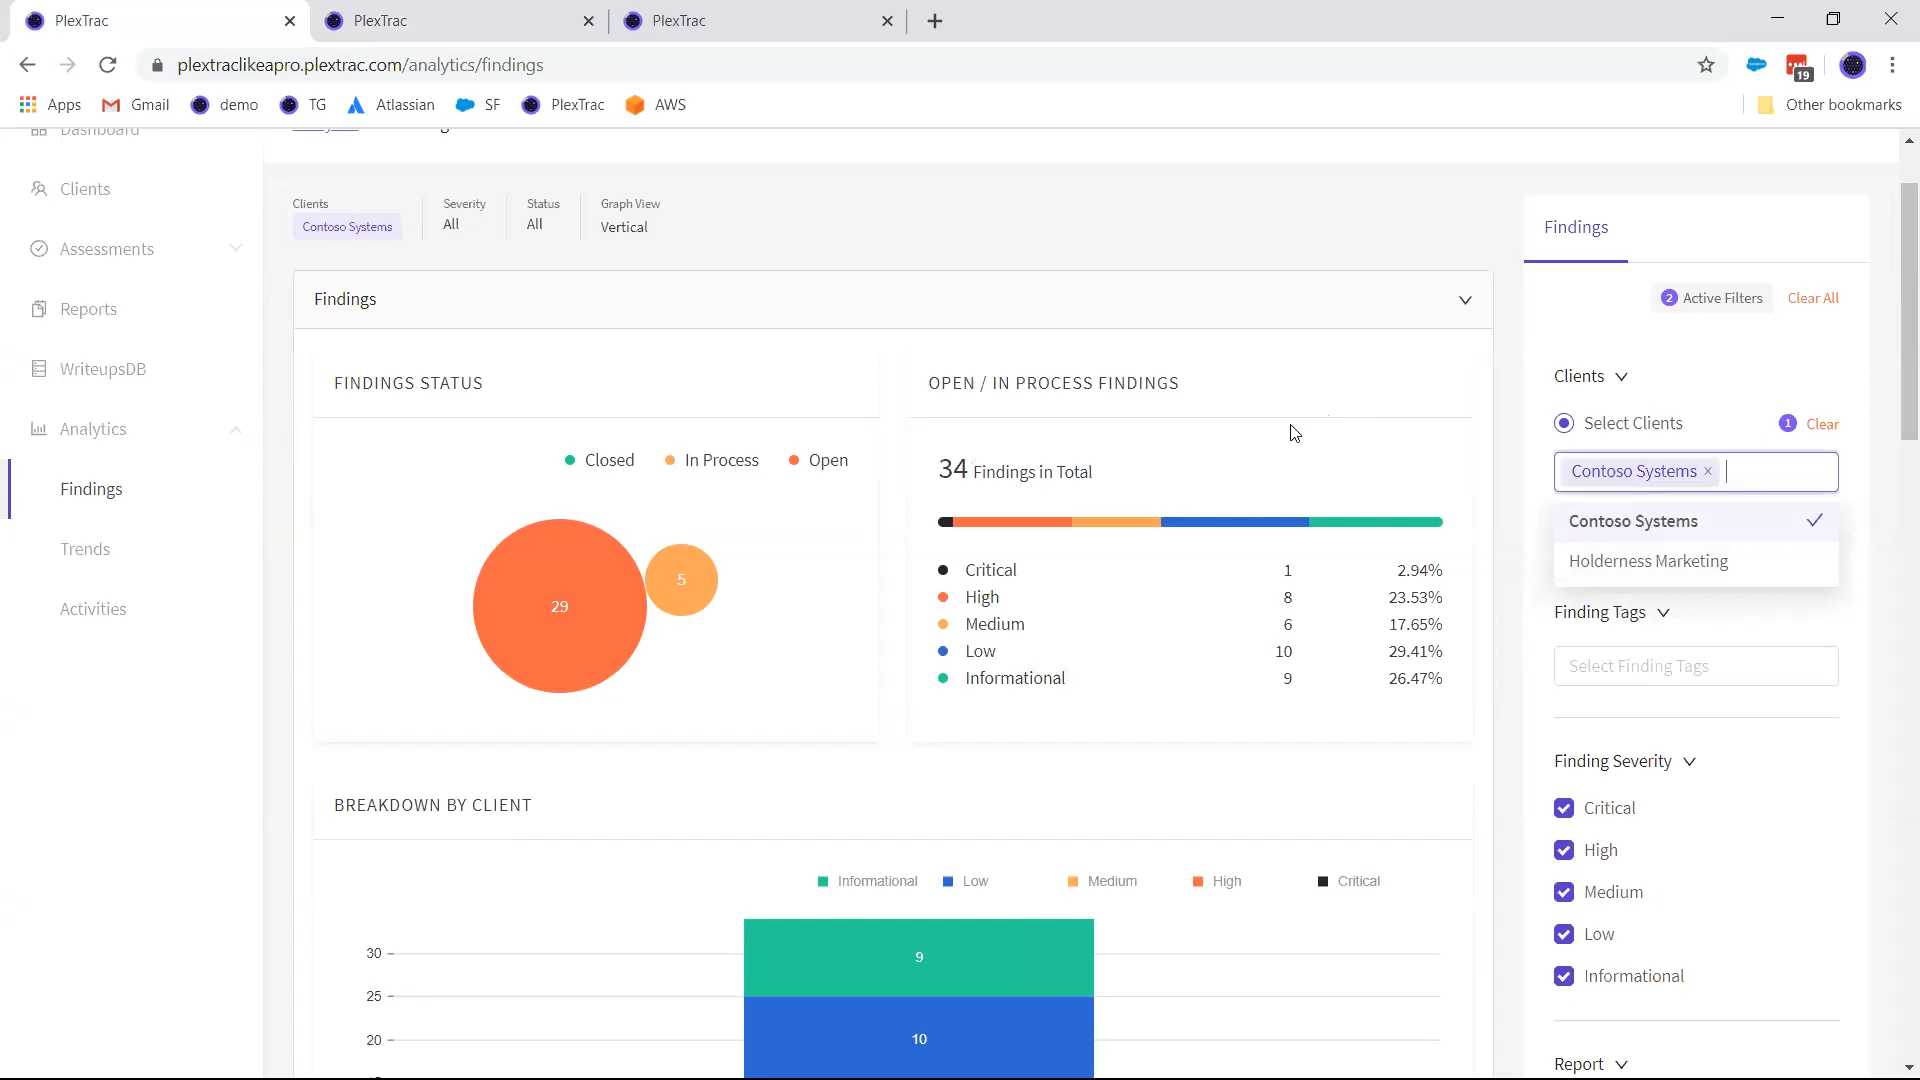 PlexTrac
PlexTrac
PlexTrac
plextraclikeapro.plextrac.com/analytics/findings
19
Apps
Gmail
demo
TG
Atlassian
SF
PlexTrac
AWS
Other bookmarks
Dashboard
Clients
Assessments
Reports
WriteupsDB
Analytics
Findings
Trends
Activities
Clients
Contoso Systems
Severity
All
Status
All
Graph View
Vertical
Findings
FINDINGS STATUS
Closed
In Process
Open
29
5
OPEN / IN PROCESS FINDINGS
34 Findings in Total
Critical 1 2.94%
High 8 23.53%
Medium 6 17.65%
Low 10 29.41%
Informational 9 26.47%
BREAKDOWN BY CLIENT
Informational
Low
Medium
High
Critical
30
25
20
9
10
Findings
2 Active Filters
Clear All
Clients
Select Clients
1 Clear
Contoso Systems ×
Contoso Systems
Holderness Marketing
Finding Tags
Select Finding Tags
Finding Severity
Critical
High
Medium
Low
Informational
Report